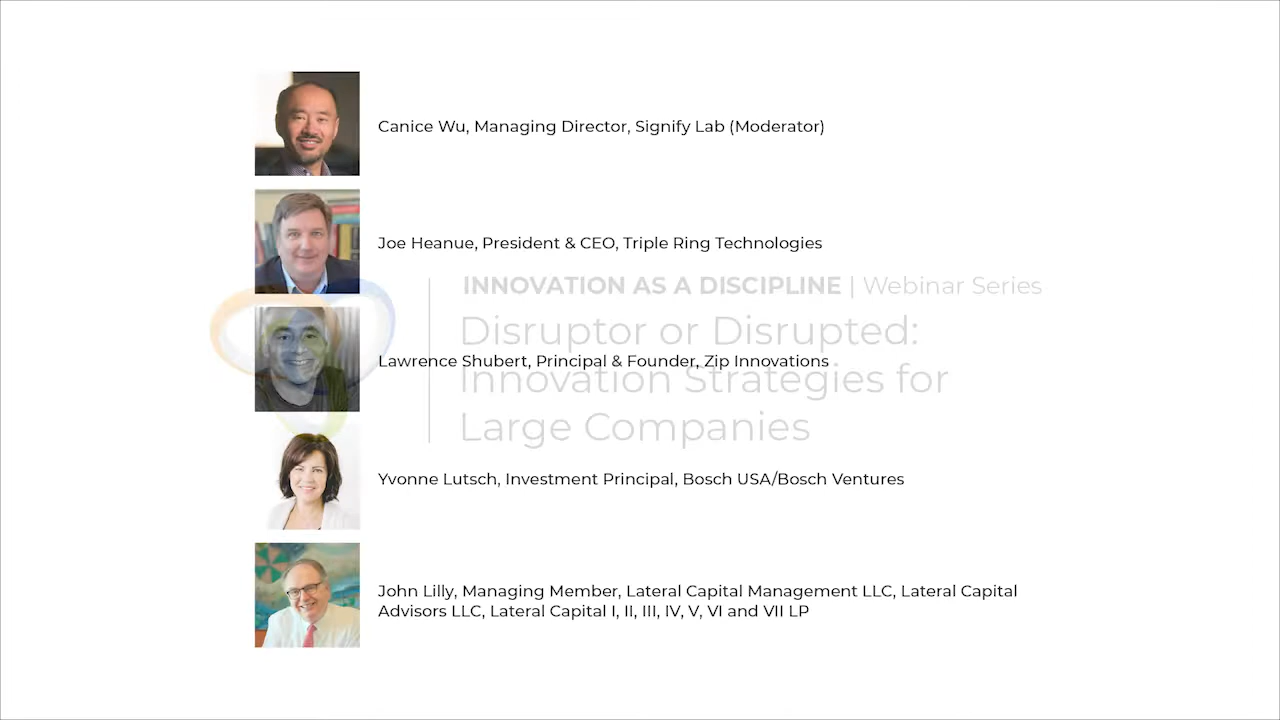 Canice Wu, Managing Director, Signify Lab (Moderator)
Joe Heanue, President & CEO, Triple Ring Technologies
INNOVATION AS A DISCIPLINE | Webinar Series
Disruptor or Disrupted:
Lawrence Shubert, Principal & Founder, Zip Innovations
Innovation Strategies for
Large Companies
Yvonne Lutsch, Investment Principal, Bosch USA/Bosch Ventures
John Lilly, Managing Member, Lateral Capital Management LLC, Lateral Capital
Advisors LLC, Lateral Capital I, II, III, IV, V, VI and VII LP